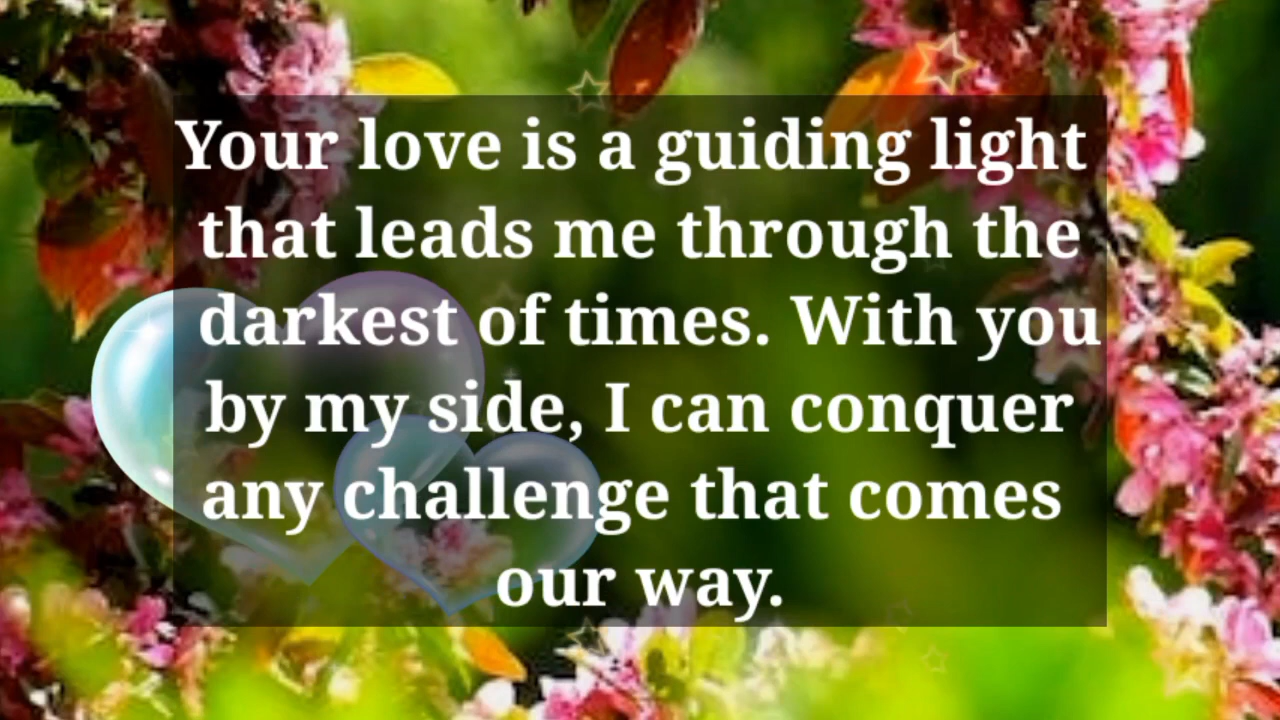 Your love is a guiding light
that leads me through the
darkest of times. With you
by my side, I can conquer
any challenge that comes
our way.